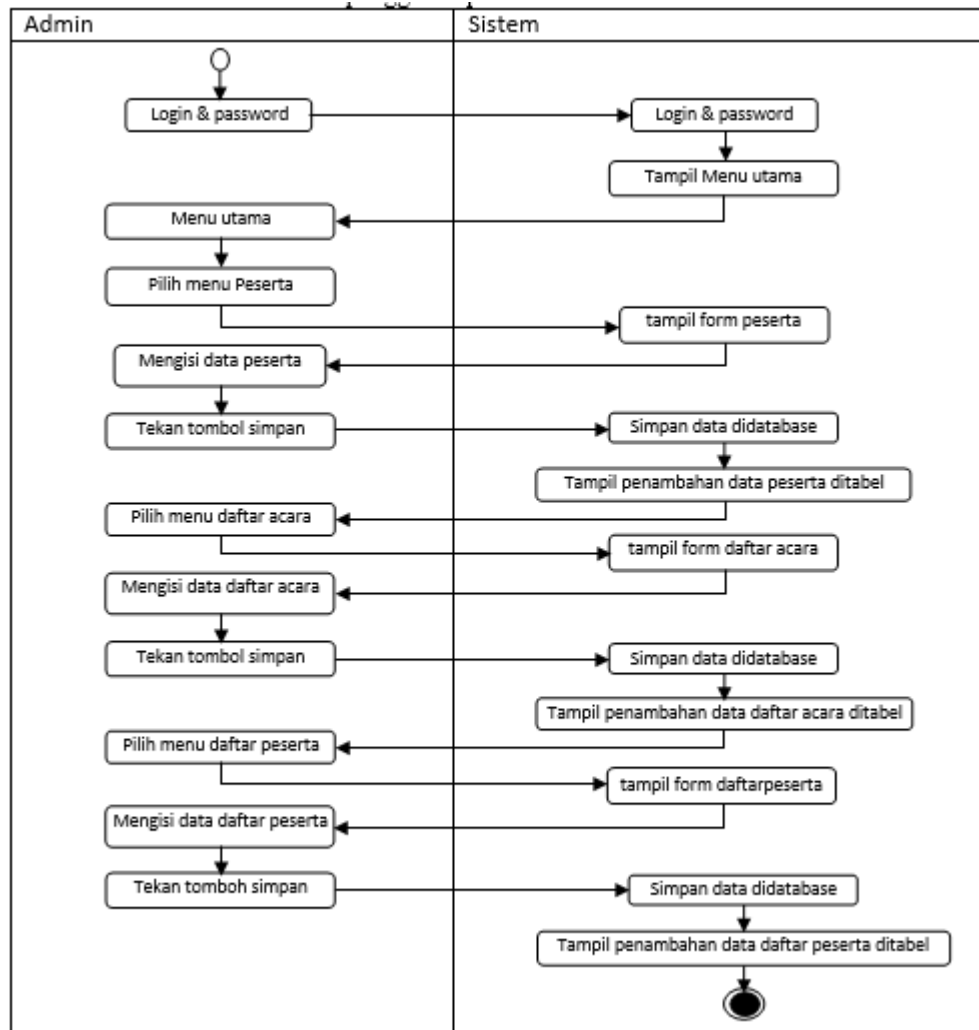 Admin
Sistem
Login & password
Login & password
Tampil Menu utama
Menu utama
Pilih menu Peserta
tampil form peserta
Mengisi data peserta
Tekan tombol simpan
Simpan data didatabase
Tampil penambahan data peserta ditabel
Pilih menu daftar acara
tampil form daftar acara
Mengisi data daftar acara
Tekan tombol simpan
Simpan data didatabase
Tampil penambahan data daftar acara ditabel
Pilih menu daftar peserta
tampil form daftarpeserta
Mengisi data daftar peserta
Tekan tomboh simpan
Simpan data didatabase
Tampil penambahan data daftar peserta ditabel